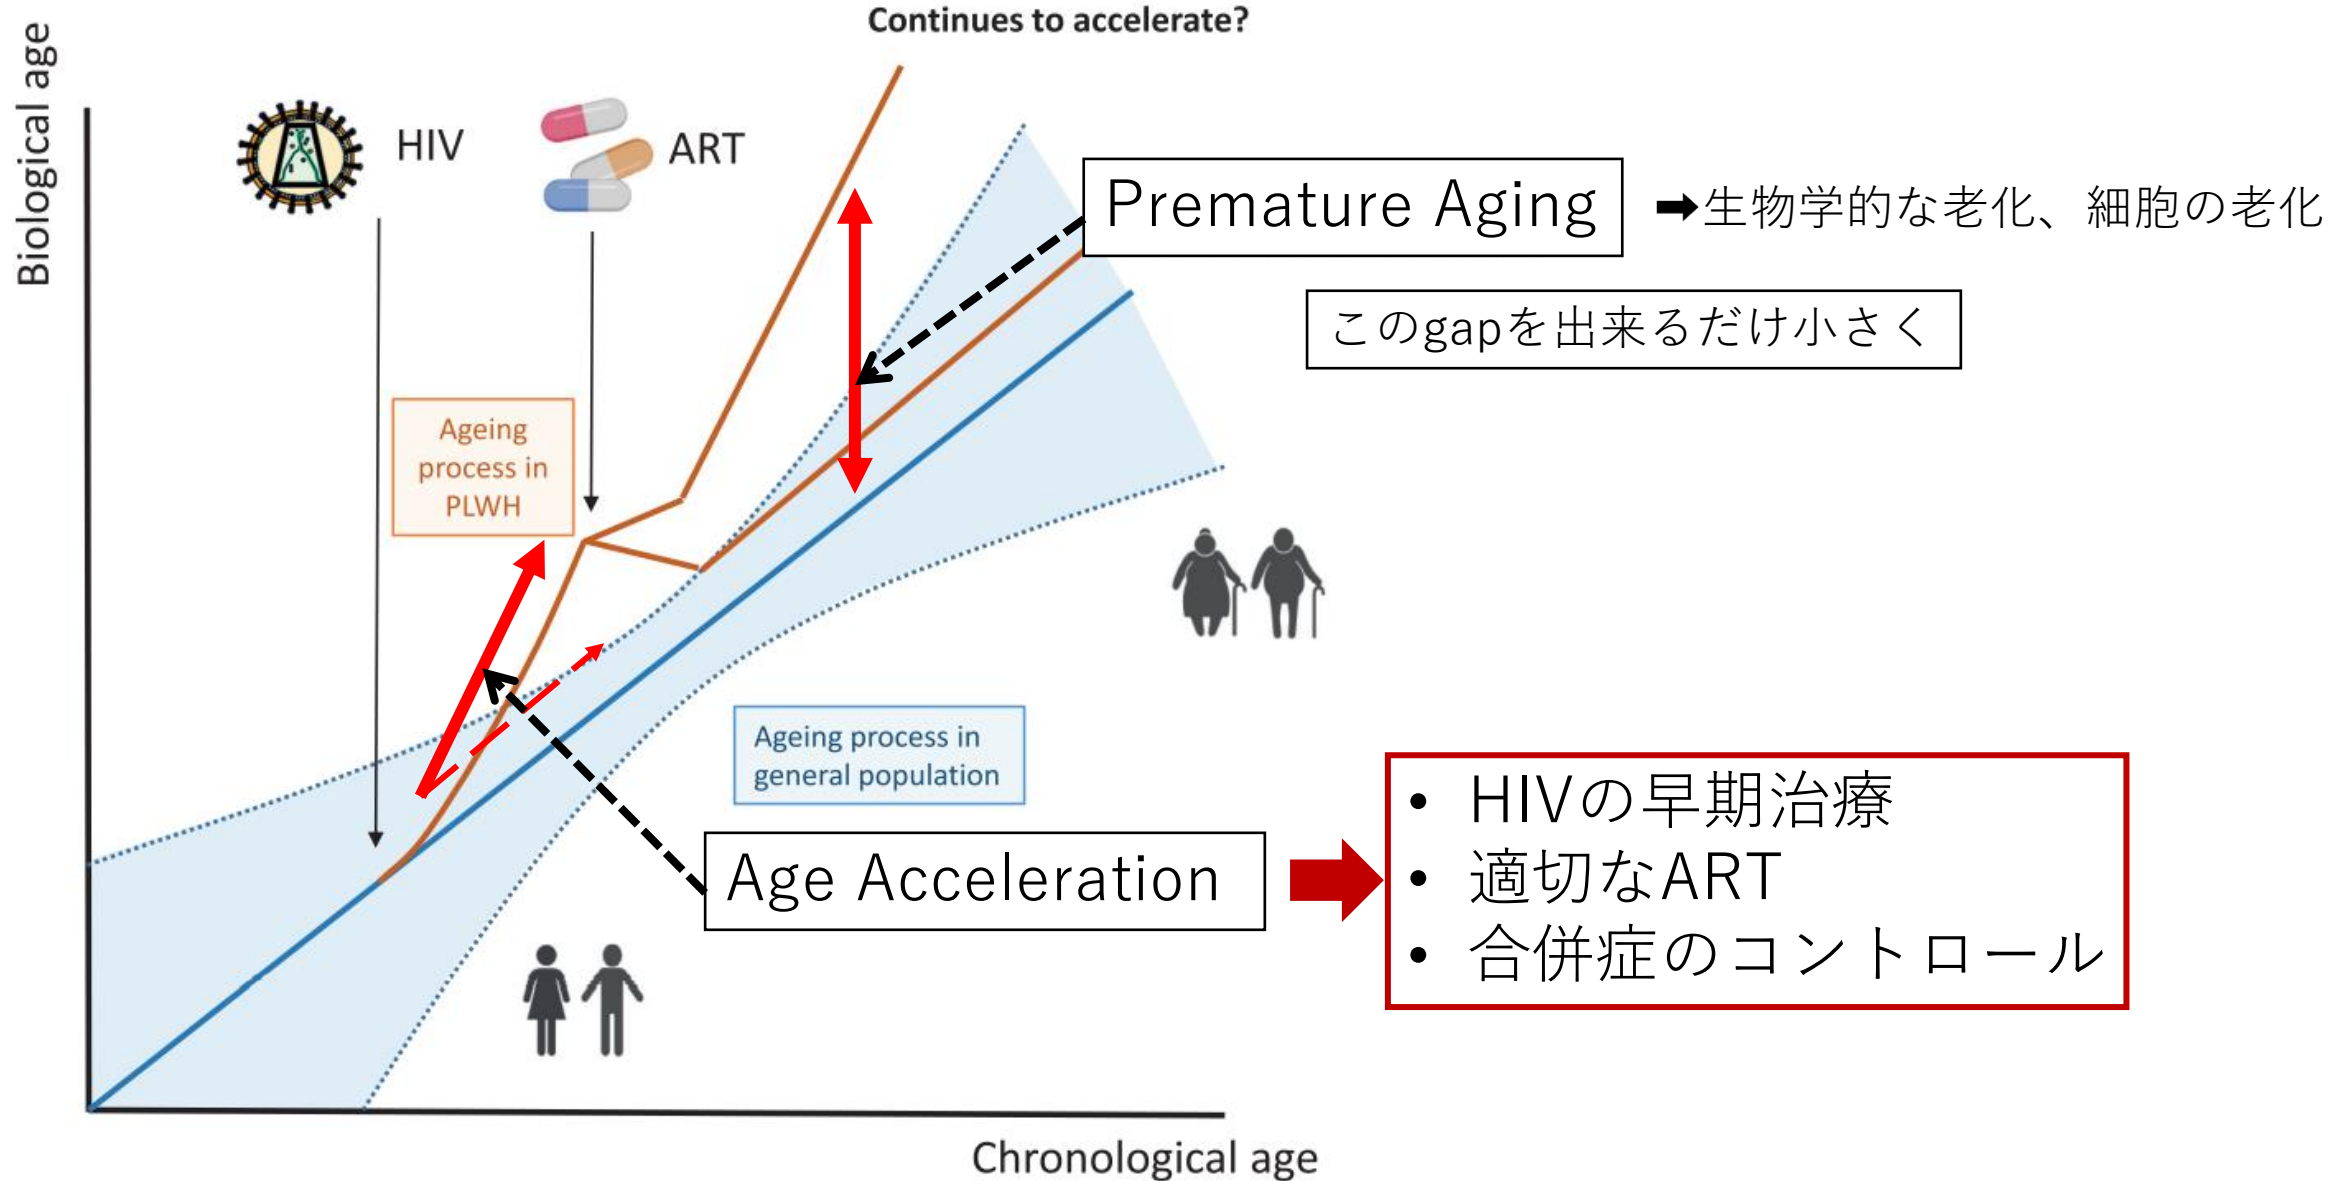 Continues to accelerate?
Biological age
HIV
ART
Premature Aging
➡生物学的な老化、細胞の老化
このgapを出来るだけ小さく
Ageing
process in
PLWH
Ageing process in
general population
Age Acceleration
• HIVの早期治療
• 適切なART
• 合併症のコントロール
Chronological age